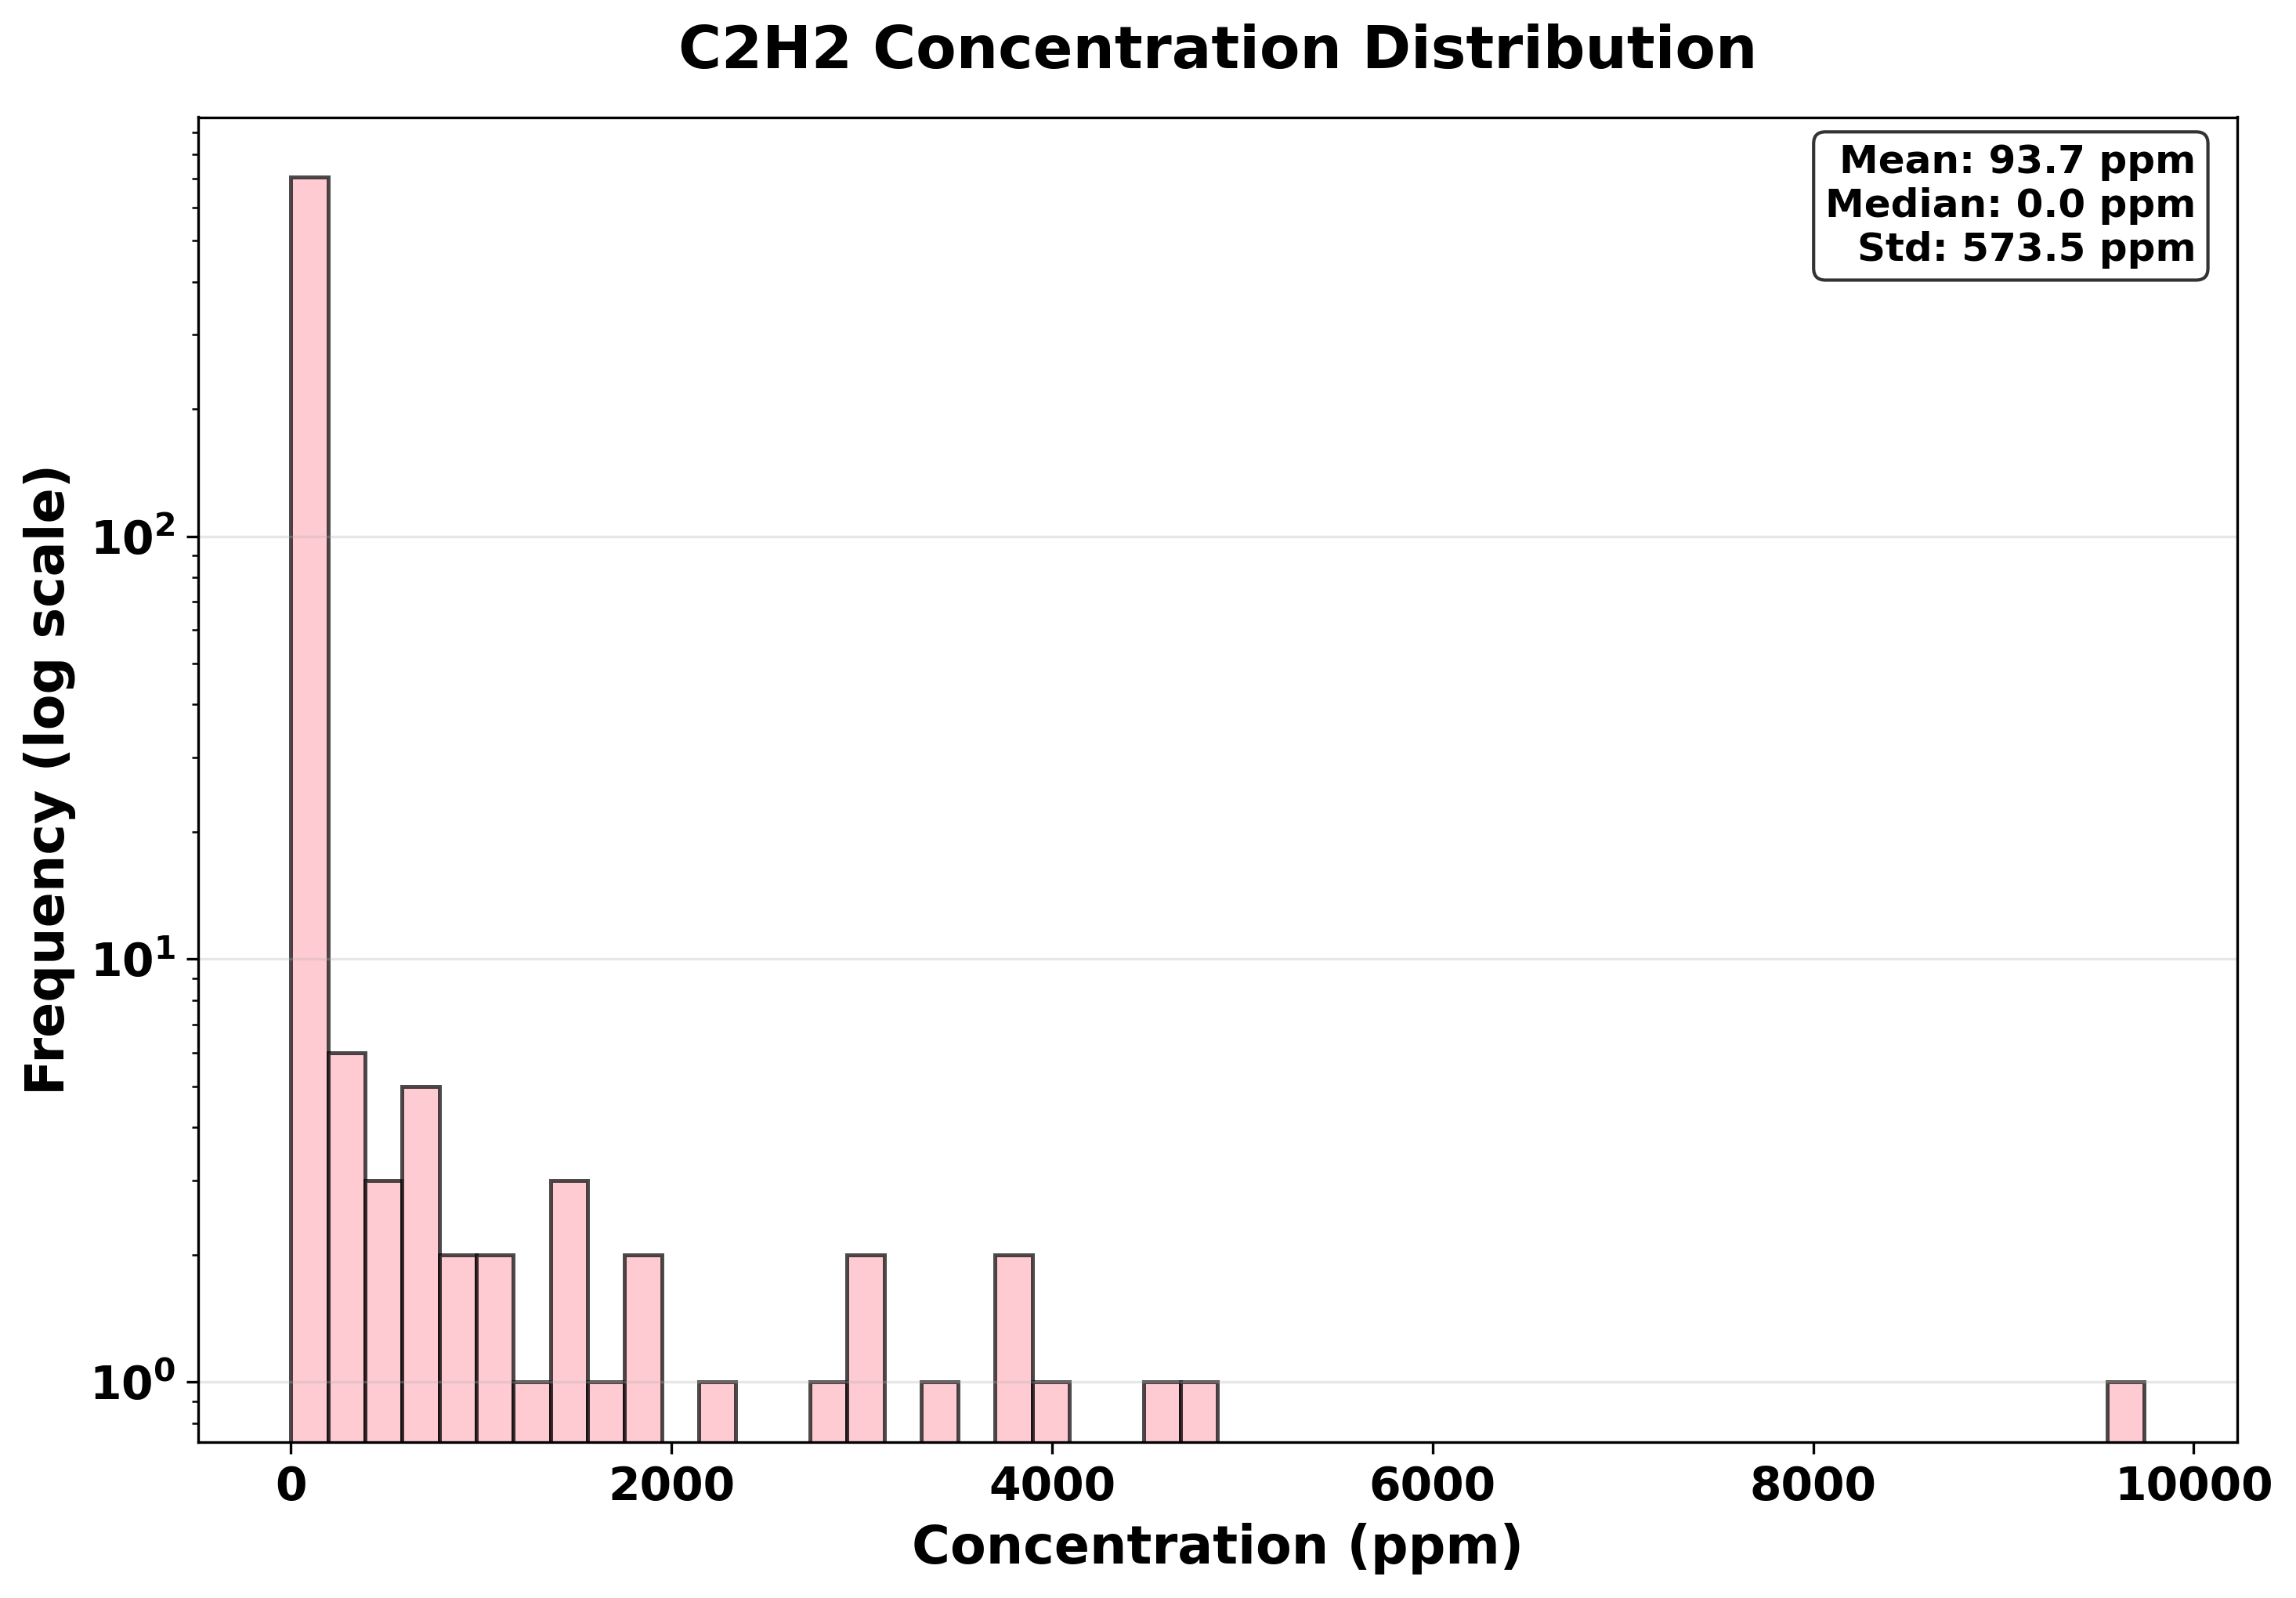 C2H2 Concentration Distribution
Mean: 93.7 ppm
Median: 0.0 ppm
Std: 573.5 ppm
Frequency (log scale)
10²
10¹
10⁰
0 2000 4000 6000 8000 10000
Concentration (ppm)